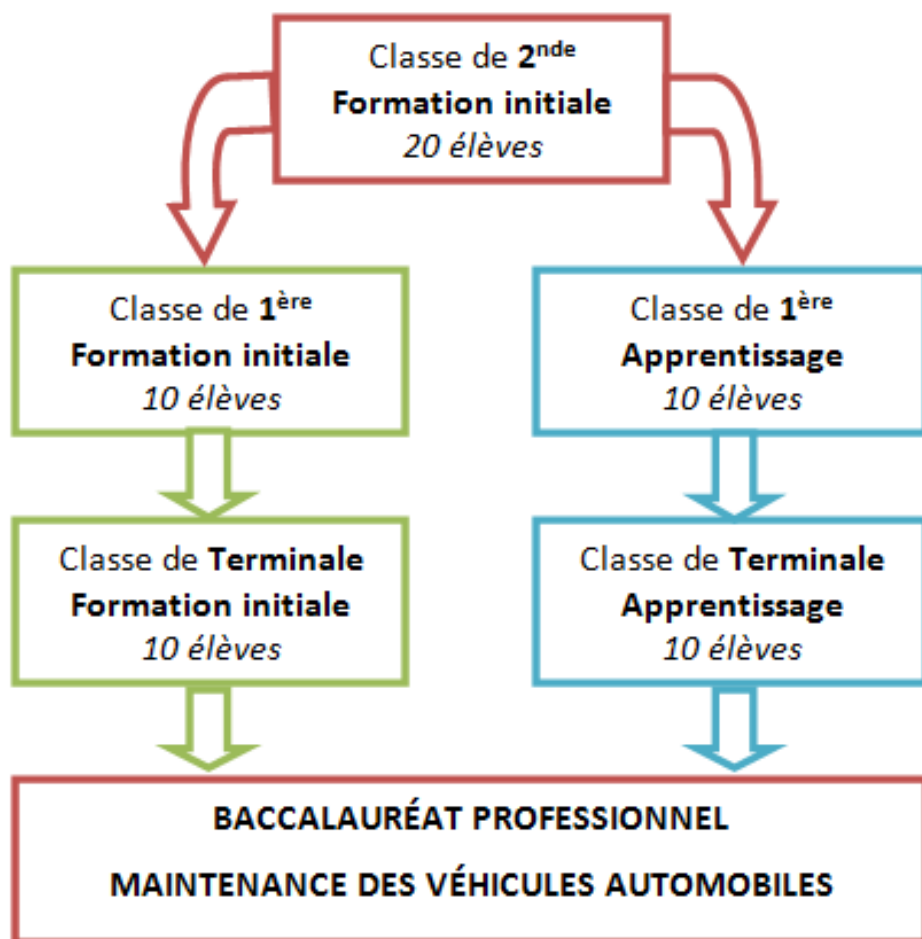 Classe de 2nde
Formation initiale
20 élèves
Classe de 1ère
Formation initiale
10 élèves
Classe de 1ère
Apprentissage
10 élèves
Classe de Terminale
Formation initiale
10 élèves
Classe de Terminale
Apprentissage
10 élèves
BACCALAURÉAT PROFESSIONNEL
MAINTENANCE DES VÉHICULES AUTOMOBILES